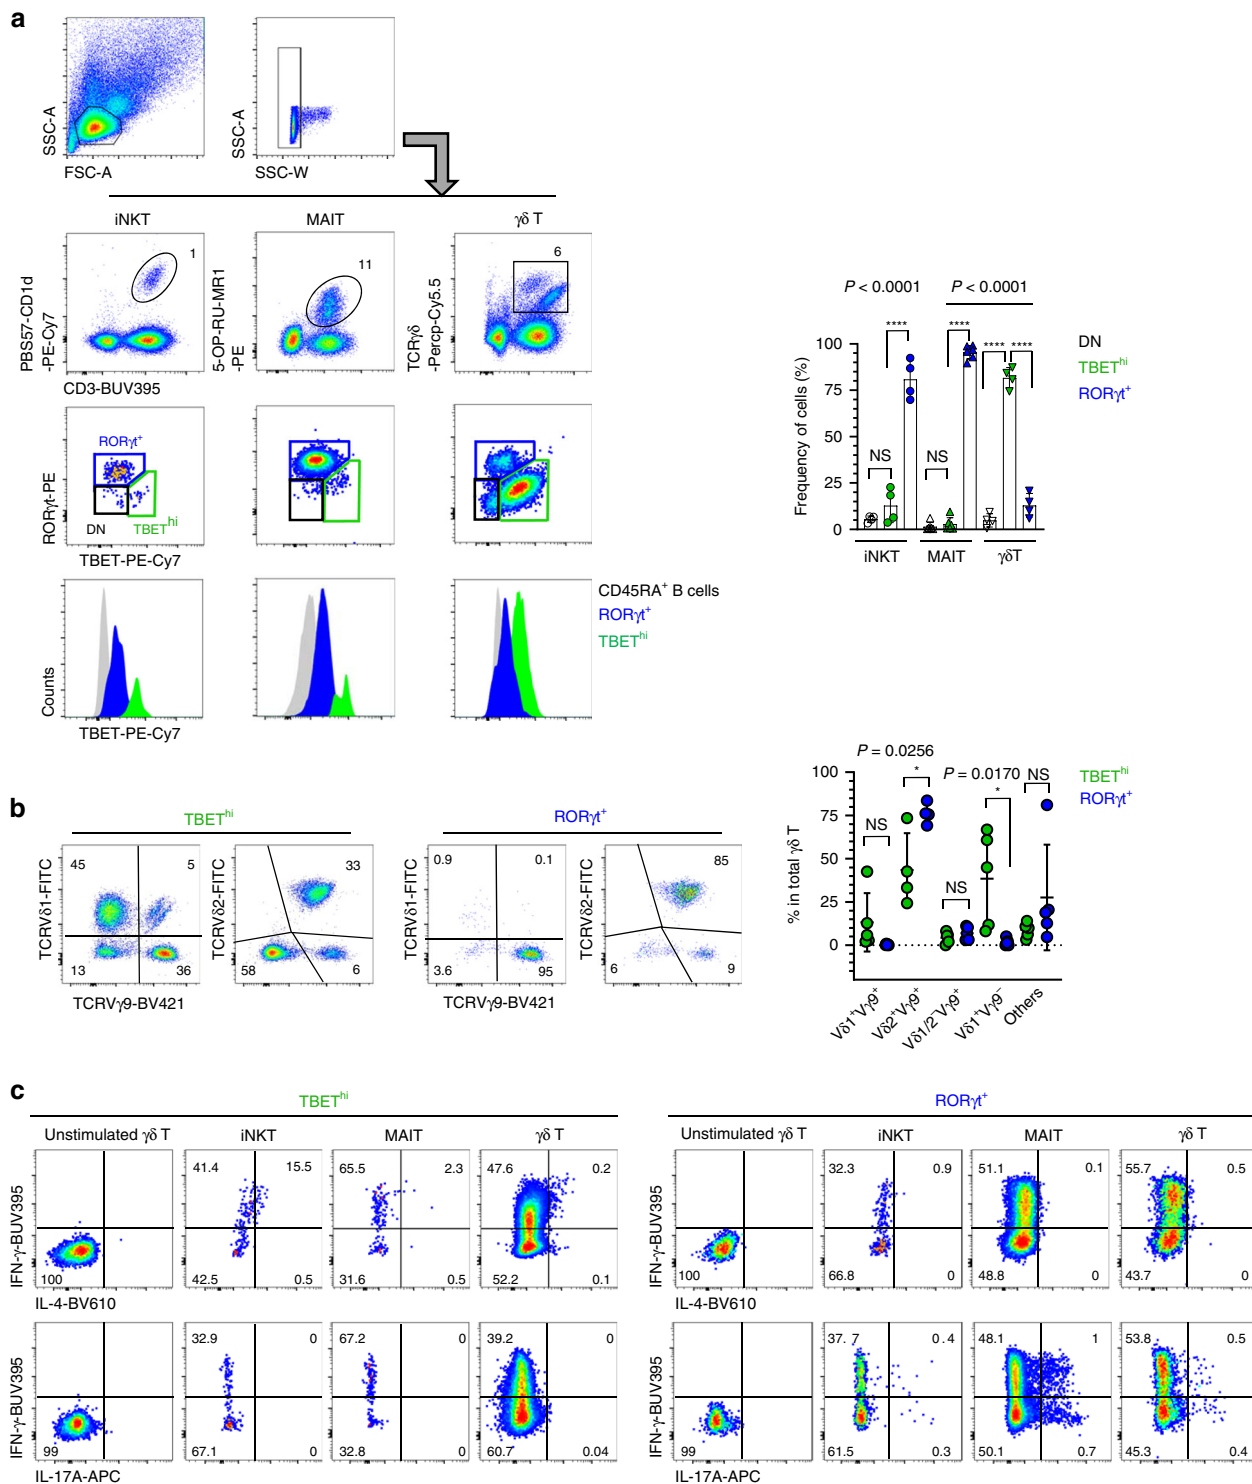 a
SSC-A
FSC-A
SSC-A
SSC-W
iNKT
MAIT
γδ T
PBS57-CD1d
-PE-Cy7
1
CD3-BUV395
5-OP-RU-MR1
-PE
11
TCRγδ
-Percp-Cy5.5
6
RORγt-PE
RORγt+
DN
TBEThi
TBET-PE-Cy7
Counts
TBET-PE-Cy7
CD45RA+ B cells
RORγt+
TBEThi
P < 0.0001
P < 0.0001
****
****
****
****
NS
NS
Frequency of cells (%)
100
75
50
25
0
iNKT
MAIT
γδT
DN
TBEThi
RORγt+
b
TBEThi
RORγt+
TCRVδ1-FITC
45
5
13
36
TCRVγ9-BV421
TCRVδ2-FITC
33
58
6
TCRVδ1-FITC
0.9
0.1
3.6
95
TCRVγ9-BV421
TCRVδ2-FITC
85
6
9
P = 0.0256
P = 0.0170
NS
*
NS
*
NS
% in total γδ T
100
75
50
25
0
Vδ1+Vγ9+
Vδ2+Vγ9+
Vδ1/2-Vγ9+
Vδ1+Vγ9-
Others
TBEThi
RORγt+
c
TBEThi
RORγt+
Unstimulated γδ T
iNKT
MAIT
γδ T
Unstimulated γδ T
iNKT
MAIT
γδ T
IFN-γ-BUV395
100
IL-4-BV610
41.4
15.5
42.5
0.5
65.5
2.3
31.6
0.5
47.6
0.2
52.2
0.1
IFN-γ-BUV395
100
IL-4-BV610
32.3
0.9
66.8
0
51.1
0.1
48.8
0
55.7
0.5
43.7
0
IFN-γ-BUV395
99
IL-17A-APC
32.9
0
67.1
0
67.2
0
32.8
0
39.2
0
60.7
0.04
IFN-γ-BUV395
99
IL-17A-APC
37. 7
0.4
61.5
0.3
48.1
1
50.1
0.7
53.8
0.5
45.3
0.4